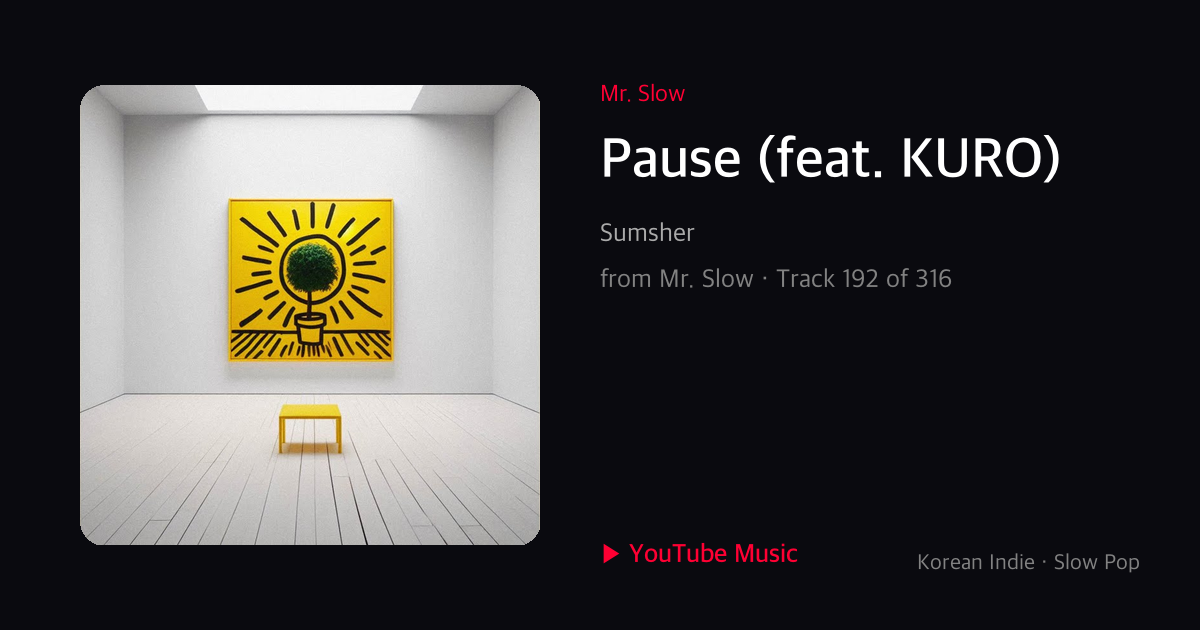 Mr. Slow
Pause (feat. KURO)
Sumsher
from Mr. Slow · Track 192 of 316
YouTube Music
Korean Indie · Slow Pop